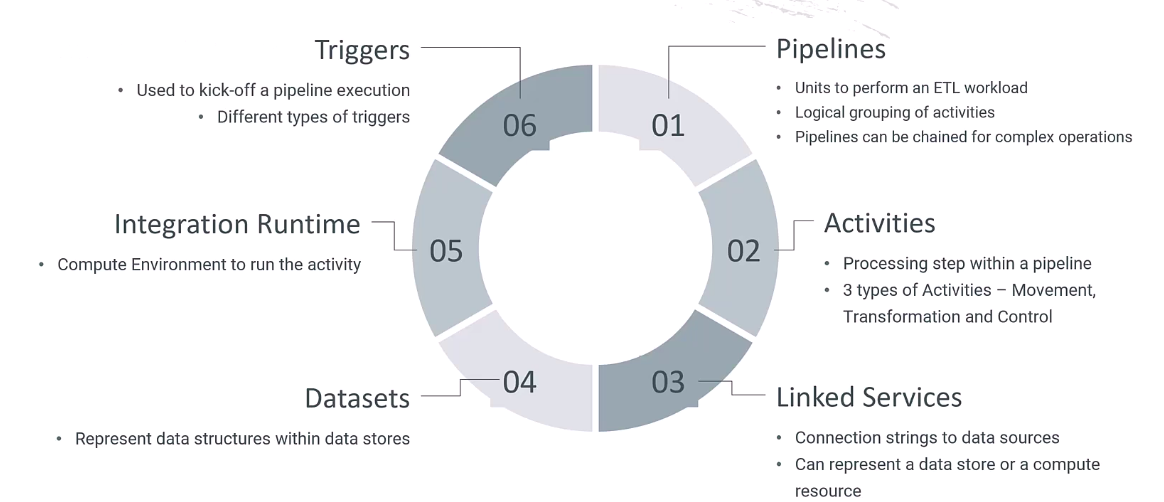 Triggers
• Used to kick-off a pipeline execution
• Different types of triggers
06
01
Pipelines
• Units to perform an ETL workload
• Logical grouping of activities
• Pipelines can be chained for complex operations
Integration Runtime
• Compute Environment to run the activity
05
02
Activities
• Processing step within a pipeline
• 3 types of Activities – Movement,
Transformation and Control
Datasets
• Represent data structures within data stores
04
03
Linked Services
• Connection strings to data sources
• Can represent a data store or a compute
resource